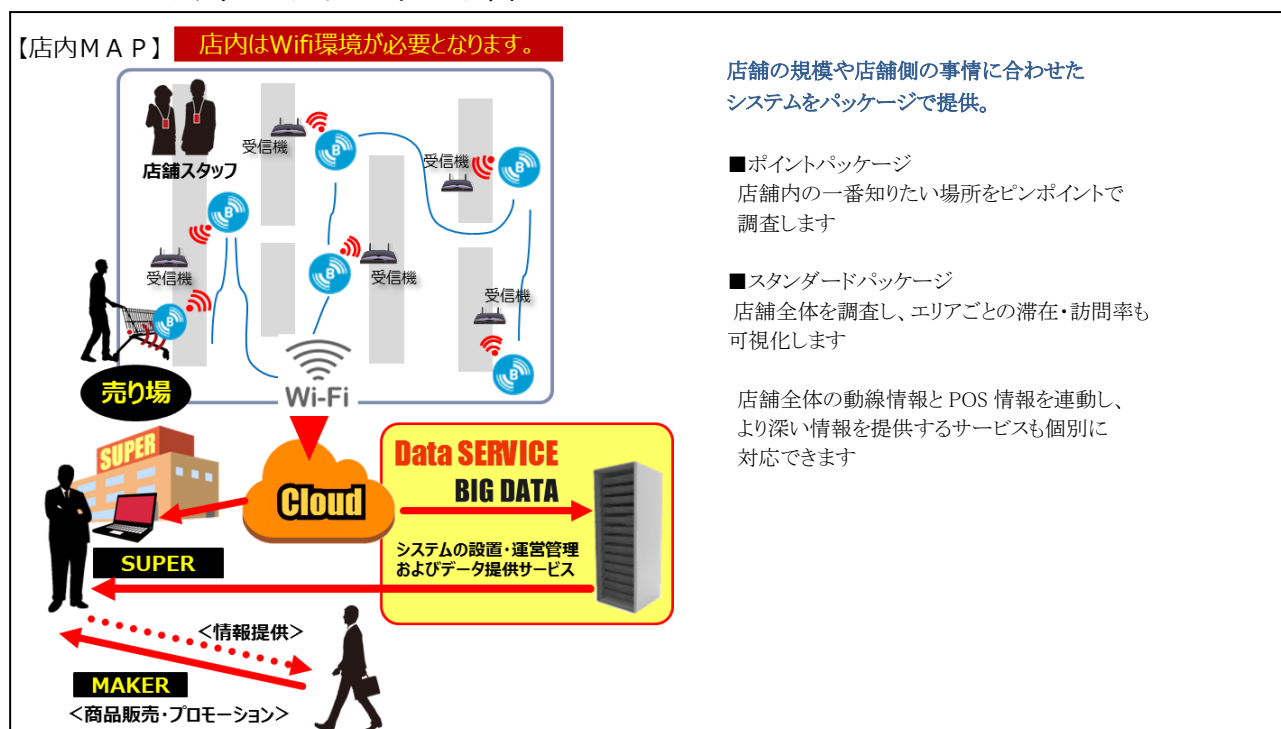 【店内ＭＡＰ】
店内はWifi環境が必要となります。
店舗スタッフ
受信機
受信機
受信機
受信機
受信機
B
B
B
B
B
B
売り場
Wi-Fi
SUPER
Cloud
Data SERVICE
BIG DATA
システムの設置・運営管理
およびデータ提供サービス
SUPER
＜情報提供＞
MAKER
＜商品販売・プロモーション＞
店舗の規模や店舗側の事情に合わせた
システムをパッケージで提供。
■ポイントパッケージ
店舗内の一番知りたい場所をピンポイントで
調査します
■スタンダードパッケージ
店舗全体を調査し、エリアごとの滞在・訪問率も
可視化します
店舗全体の動線情報と POS 情報を連動し、
より深い情報を提供するサービスも個別に
対応できます